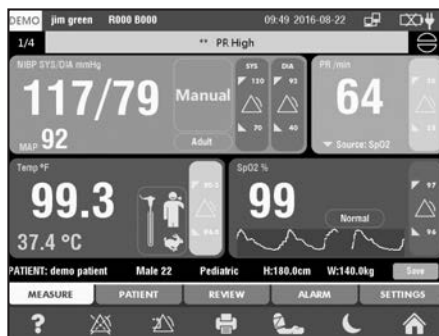 DEMO jim green R000 B000 09:49 2016-08-22
1/4 ** PR High
NIBP SYS/DIA mmHg SYS DIA PR /min
117/79 Manual 120 92 64
MAP 92 Adult 70 40 Source: SpO2
Temp °F SpO2 %
99.3 99 97
37.4 °C Normal
PATIENT: demo patient Male 22 Pediatric H:180.0cm W:140.0kg Save
MEASURE PATIENT REVIEW ALARM SETTINGS
?